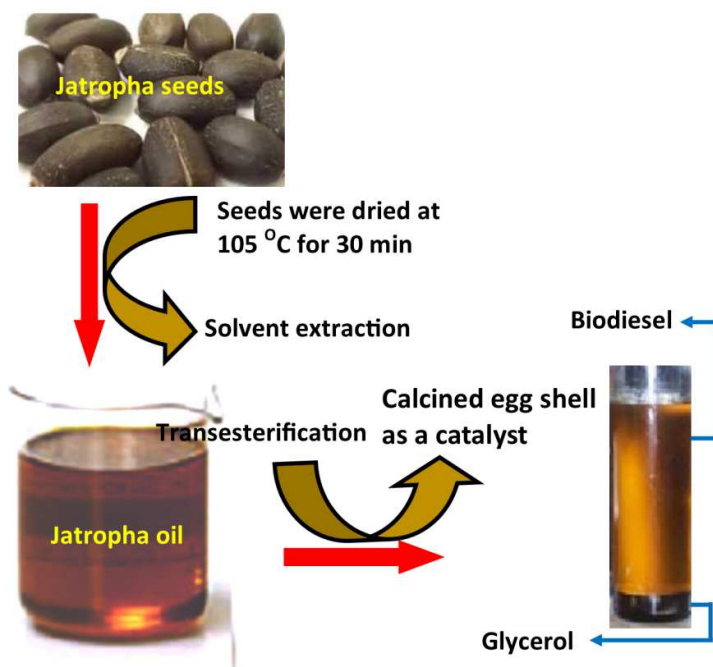 Jatropha seeds
Seeds were dried at
105 °C for 30 min
Solvent extraction
Biodiesel
Calcined egg shell
as a catalyst
Transesterification
Jatropha oil
Glycerol